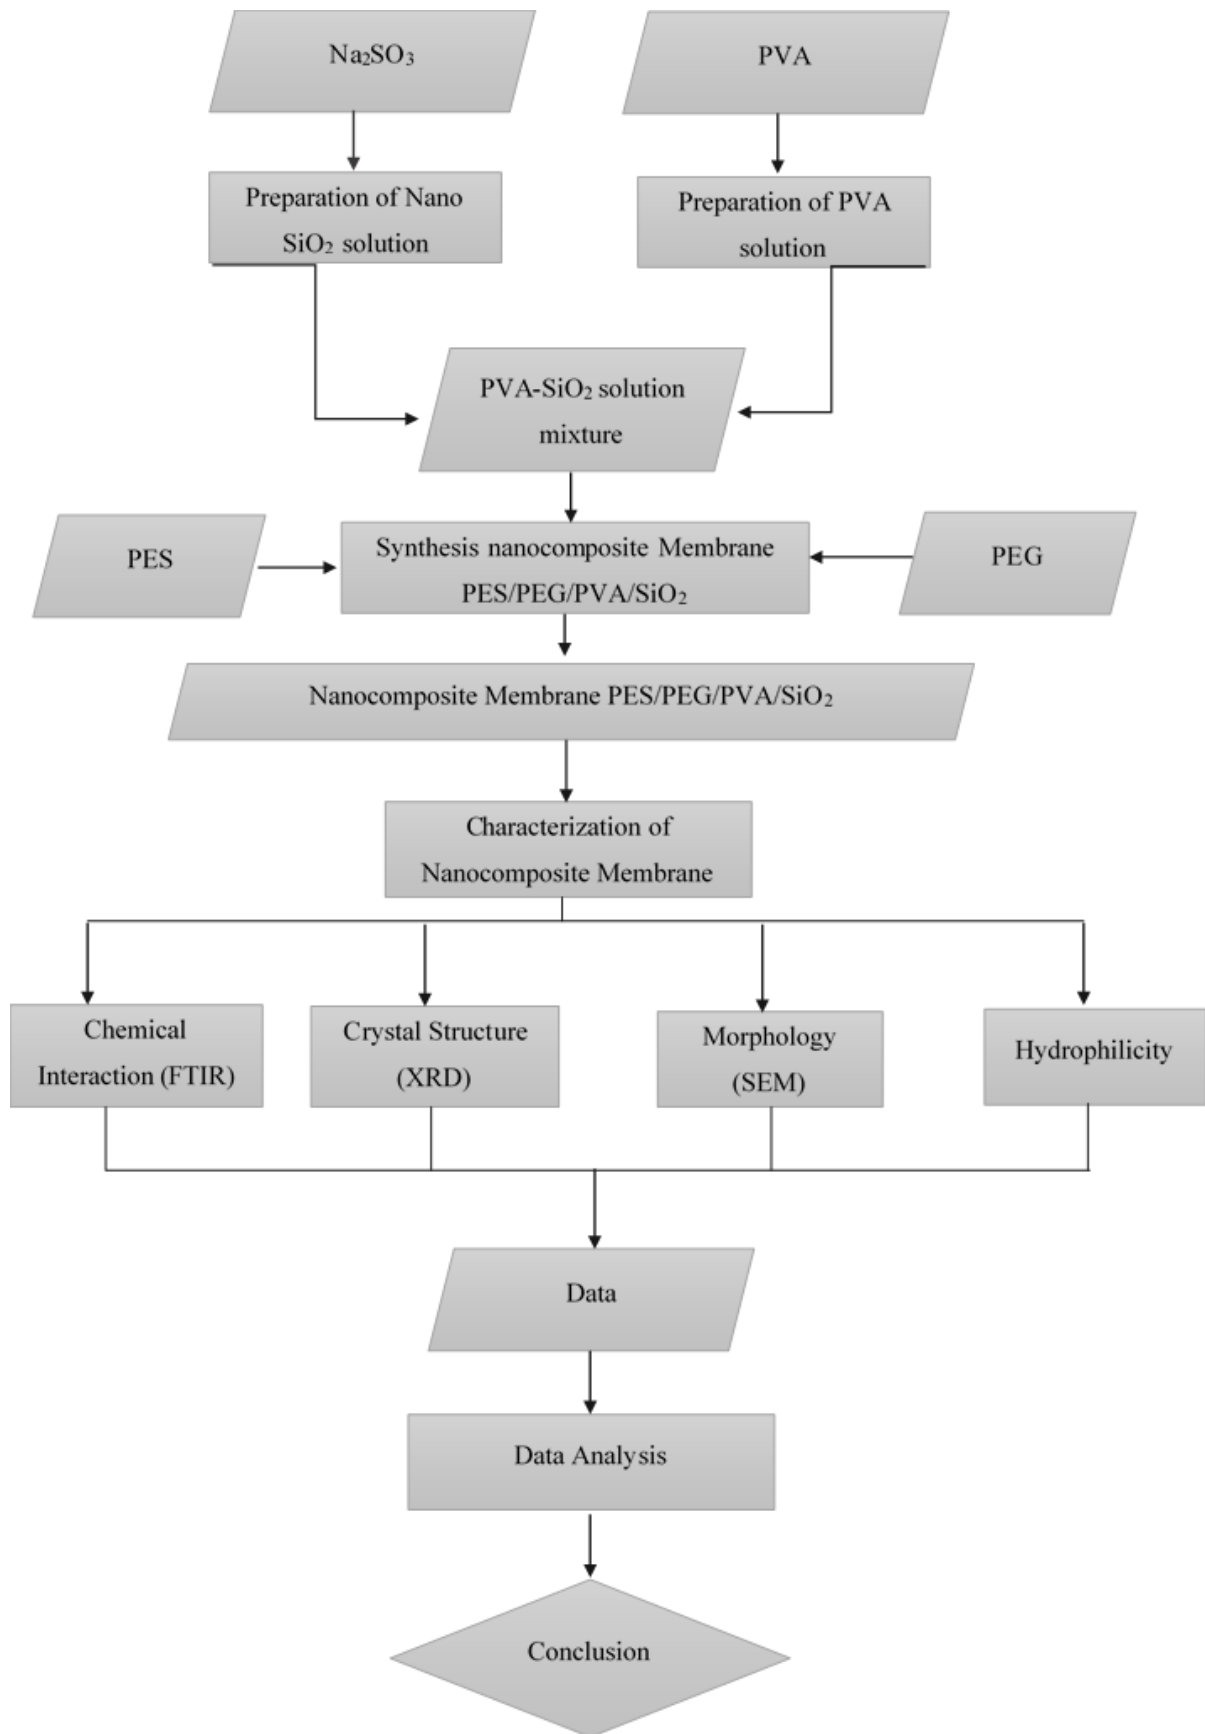 Na₂SO₃
PVA
Preparation of Nano
SiO₂ solution
Preparation of PVA
solution
PVA-SiO₂ solution
mixture
PES
Synthesis nanocomposite Membrane
PES/PEG/PVA/SiO₂
PEG
Nanocomposite Membrane PES/PEG/PVA/SiO₂
Characterization of
Nanocomposite Membrane
Chemical
Interaction (FTIR)
Crystal Structure
(XRD)
Morphology
(SEM)
Hydrophilicity
Data
Data Analysis
Conclusion